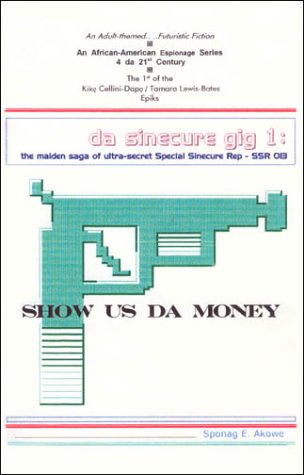 An Adult-themed. . ..Futuristic Fiction
An African-American Espionage Series
4 da 21st Century
The 1st of the
Kikę Cellini-Dapo / Tamara Lewis-Bates
Epiks
da sinecure gig 1:
the maiden saga of ultra-secret Special Sinecure Rep - SSR 013
SHOW US DA MONEY
Sponag E. Akowe